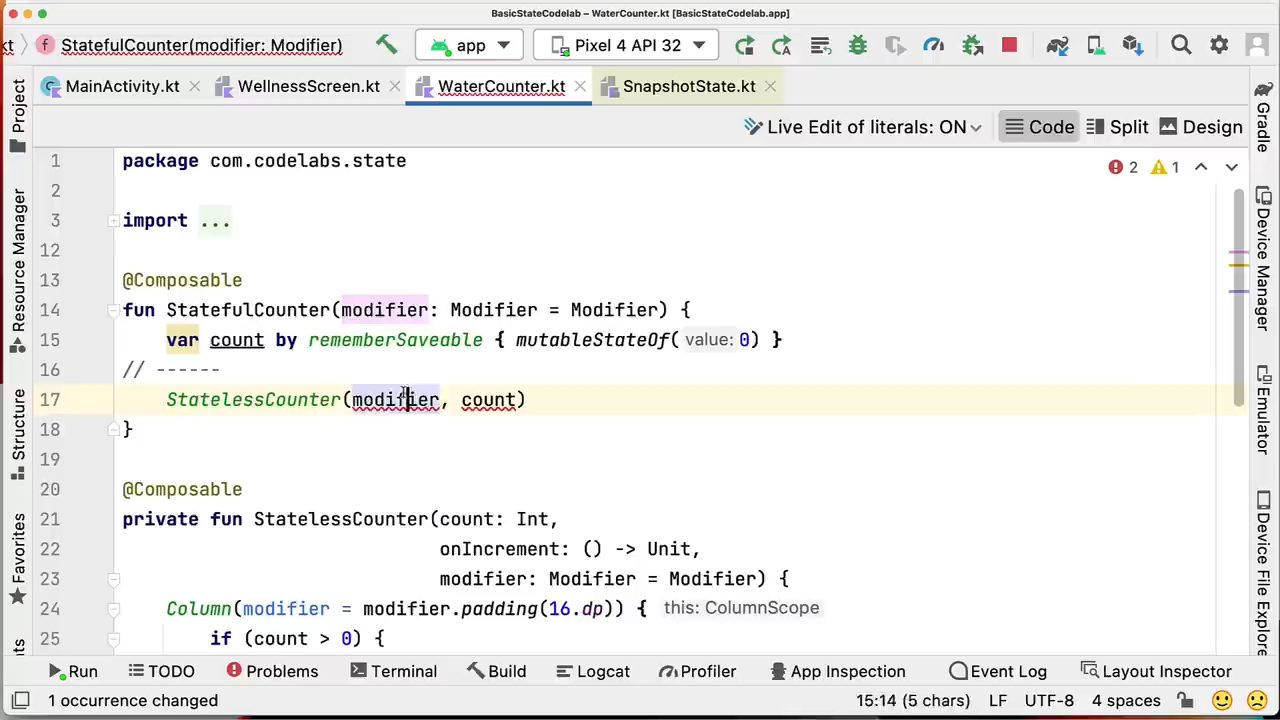 BasicStateCodelab – WaterCounter.kt [BasicStateCodelab.app]
kt StatefulCounter(modifier: Modifier) app Pixel 4 API 32
MainActivity.kt WellnessScreen.kt WaterCounter.kt SnapshotState.kt
Live Edit of literals: ON Code Split Design
1 package com.codelabs.state
2 1
2
3 import ...
12
13 @Composable
14 fun StatefulCounter(modifier: Modifier = Modifier) {
15 var count by rememberSaveable { mutableStateOf( value: 0) }
16 // ------
17 StatelessCounter(modifier, count)
18 }
19
20 @Composable
21 private fun StatelessCounter(count: Int,
22 onIncrement: () -> Unit,
23 modifier: Modifier = Modifier) {
24 Column(modifier = modifier.padding(16.dp)) { this: ColumnScope
25 if (count > 0) {
Project
Resource Manager
Structure
Favorites
Gradle
Device Manager
Emulator
Device File Explorer
Run TODO Problems Terminal Build Logcat Profiler App Inspection Event Log Layout Inspector
1 occurrence changed 15:14 (5 chars) LF UTF-8 4 spaces